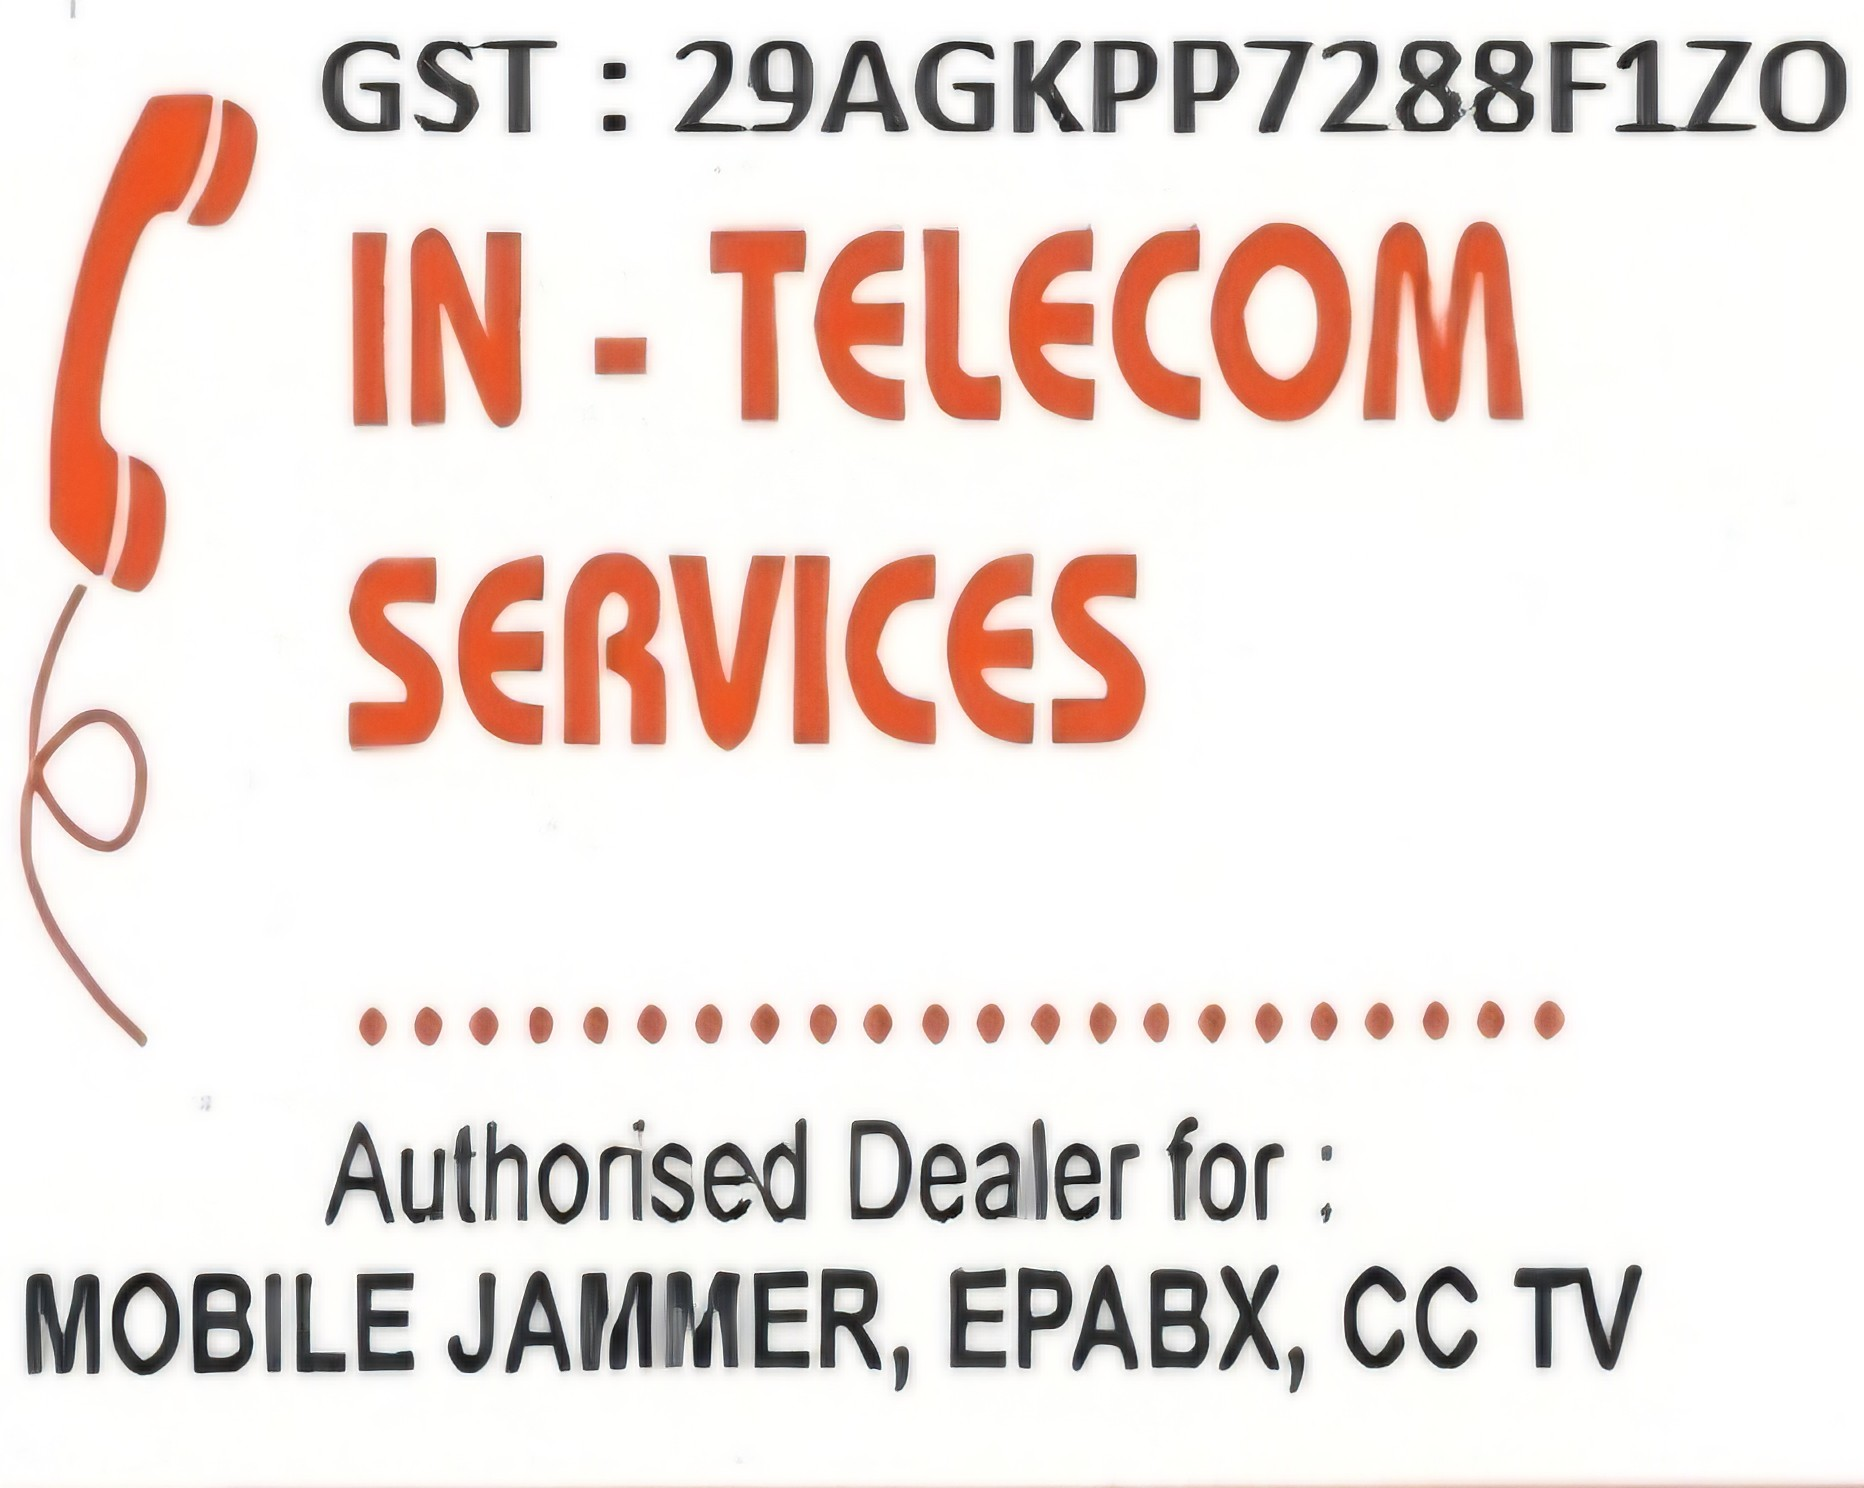 GST : 29AGKPP7288F1ZO
IN - TELECOM
SERVICES
Authorised Dealer for :
MOBILE JAMMER, EPABX, CC TV